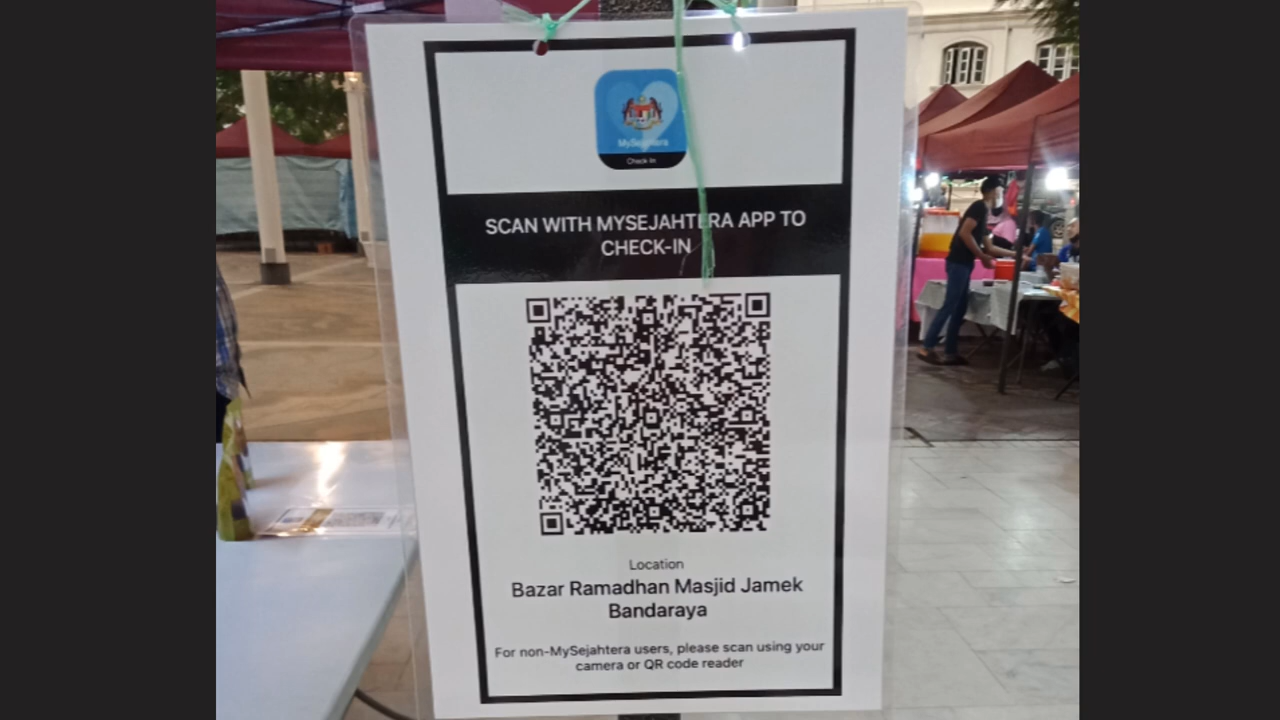 MySejahtera
Check In
SCAN WITH MYSEJAHTERA APP TO
CHECK-IN
Location
Bazar Ramadhan Masjid Jamek
Bandaraya
For non-MySejahtera users, please scan using your
camera or QR code reader